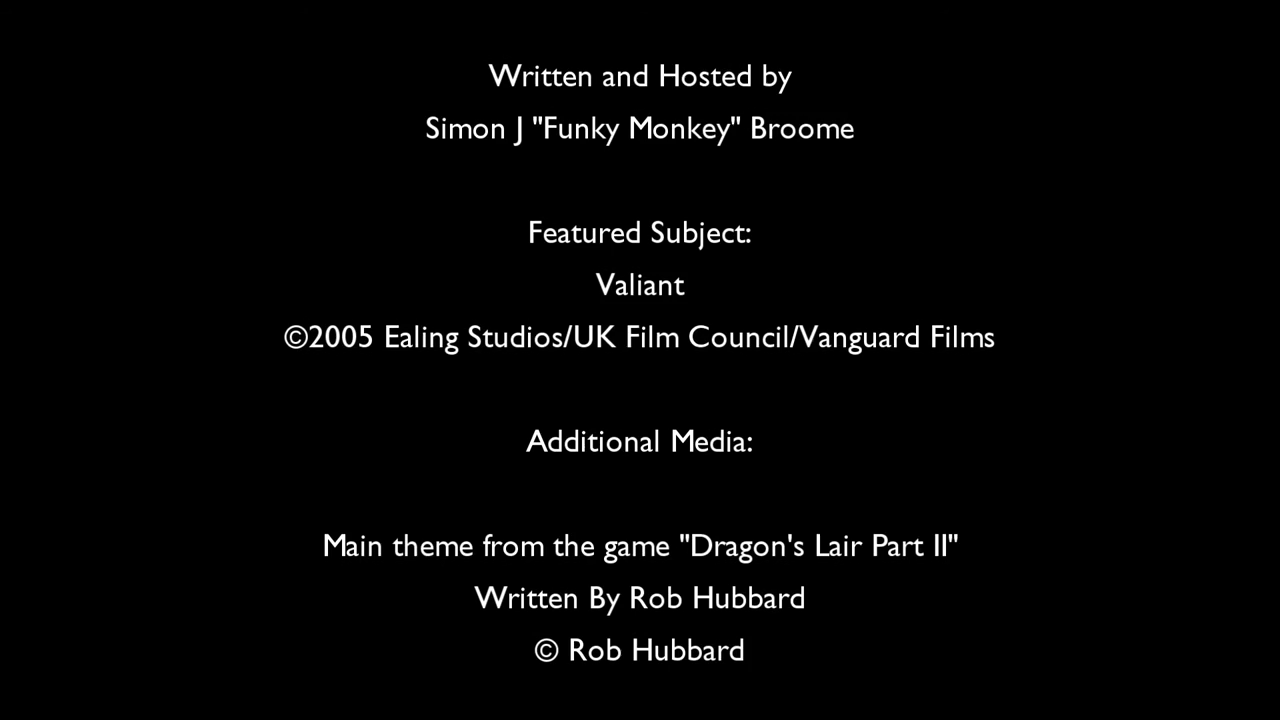 Written and Hosted by
Simon J "Funky Monkey" Broome
Featured Subject:
Valiant
©2005 Ealing Studios/UK Film Council/Vanguard Films
Additional Media:
Main theme from the game "Dragon's Lair Part II"
Written By Rob Hubbard
© Rob Hubbard